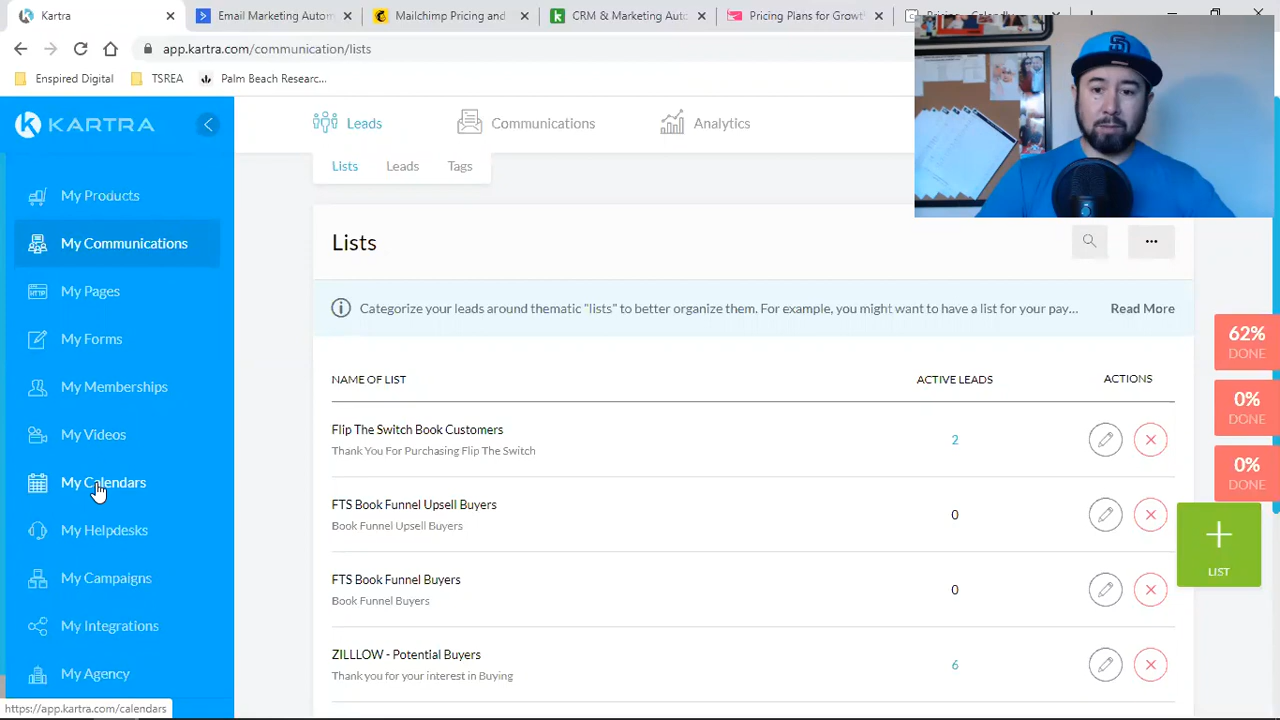 Kartra
Email Marketing Autom
Mailchimp Pricing and
CRM & Marketing Auto
Pricing Plans for Growt
app.kartra.com/communication/lists
Enspired Digital
TSREA
Palm Beach Researc...
KARTRA
Leads
Communications
Analytics
Lists
Leads
Tags
My Products
My Communications
My Pages
My Forms
My Memberships
My Videos
My Calendars
My Helpdesks
My Campaigns
My Integrations
My Agency
https://app.kartra.com/calendars
Lists
...
Categorize your leads around thematic "lists" to better organize them. For example, you might want to have a list for your pay...
Read More
NAME OF LIST
ACTIVE LEADS
ACTIONS
Flip The Switch Book Customers
Thank You For Purchasing Flip The Switch
2
FTS Book Funnel Upsell Buyers
Book Funnel Upsell Buyers
0
FTS Book Funnel Buyers
Book Funnel Buyers
0
ZILLLOW - Potential Buyers
Thank you for your interest in Buying
6
62%
DONE
0%
DONE
0%
DONE
LIST